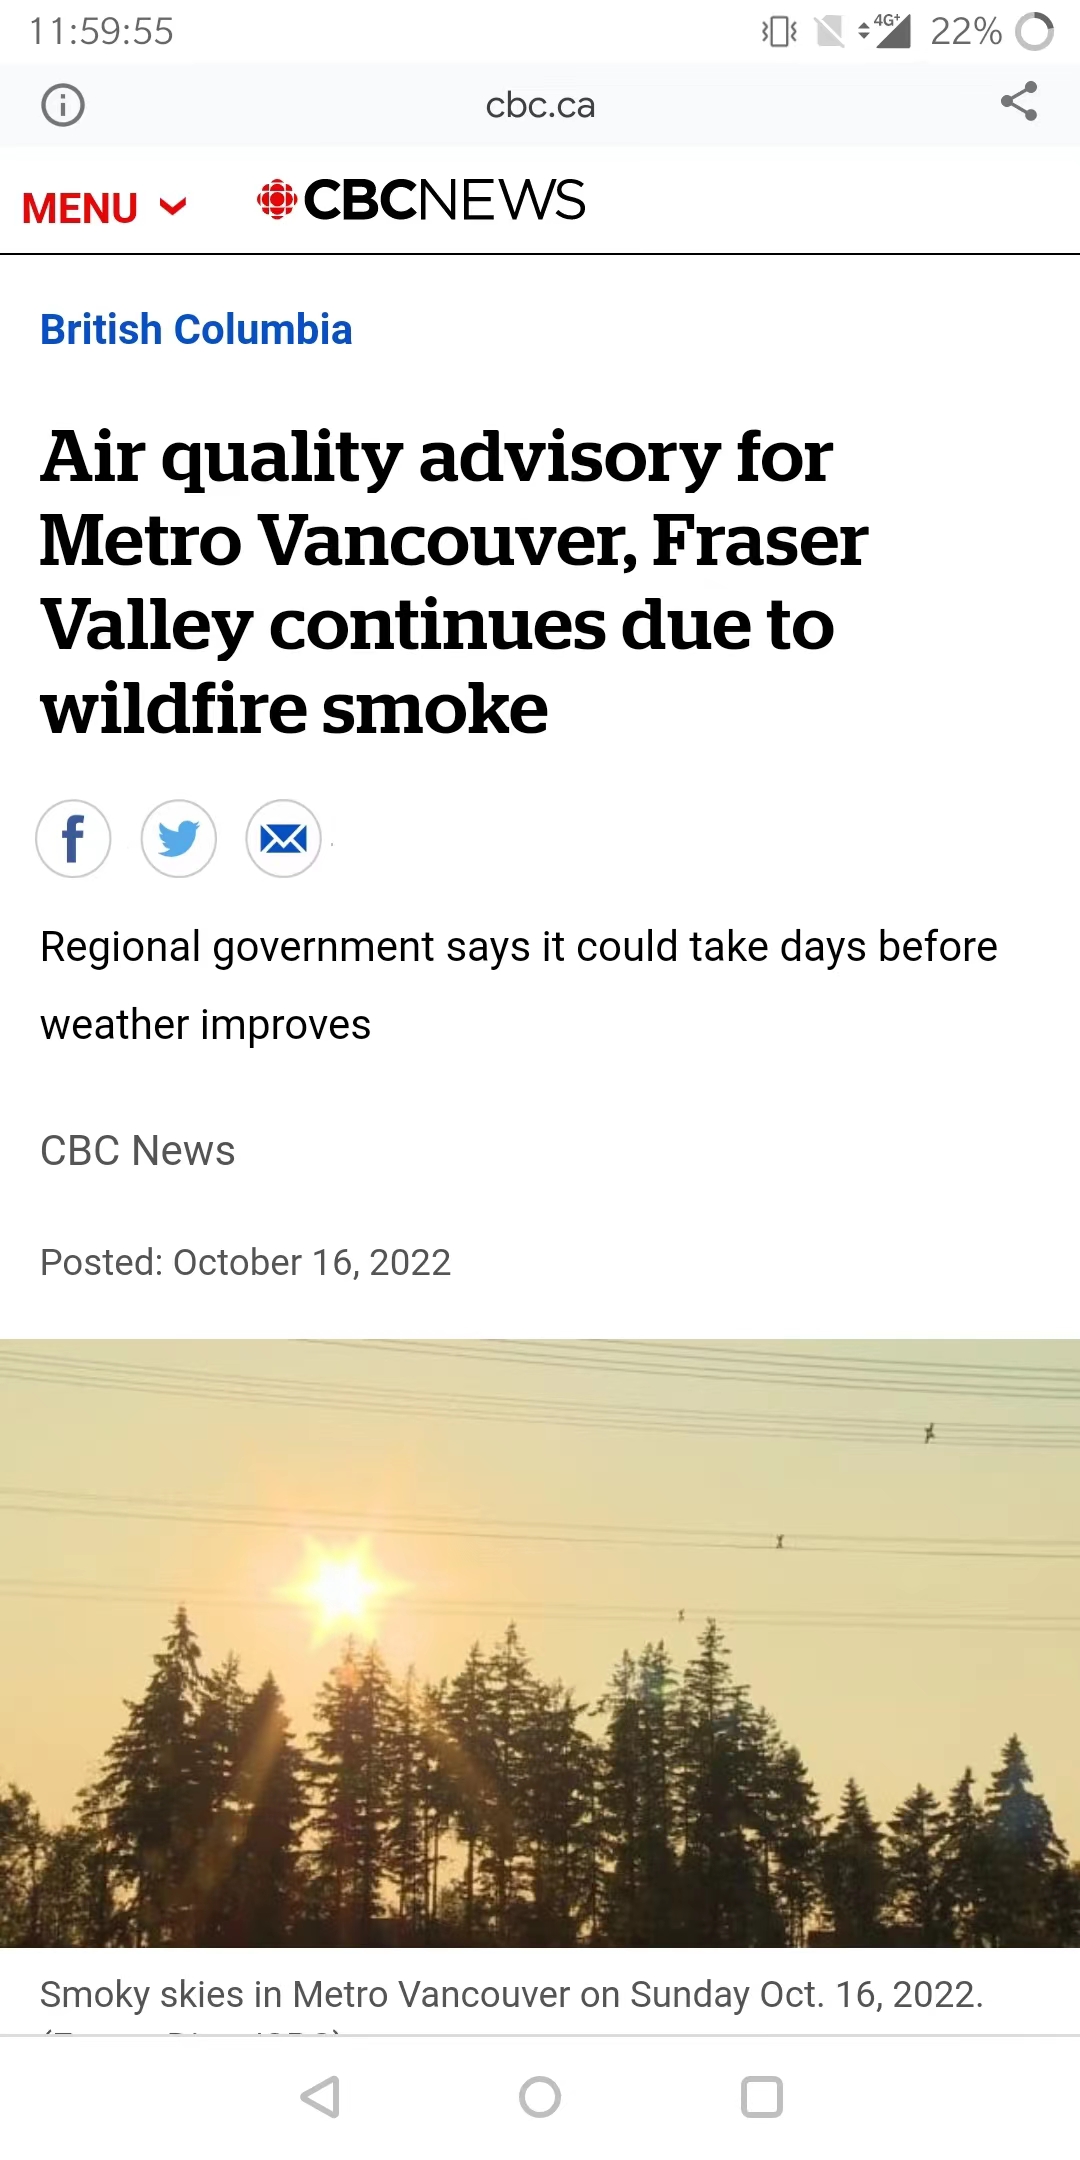 11:59:55 4G+ 22%
cbc.ca
MENU CBCNEWS
British Columbia
Air quality advisory for
Metro Vancouver, Fraser
Valley continues due to
wildfire smoke
f
Regional government says it could take days before
weather improves
CBC News
Posted: October 16, 2022
Smoky skies in Metro Vancouver on Sunday Oct. 16, 2022.